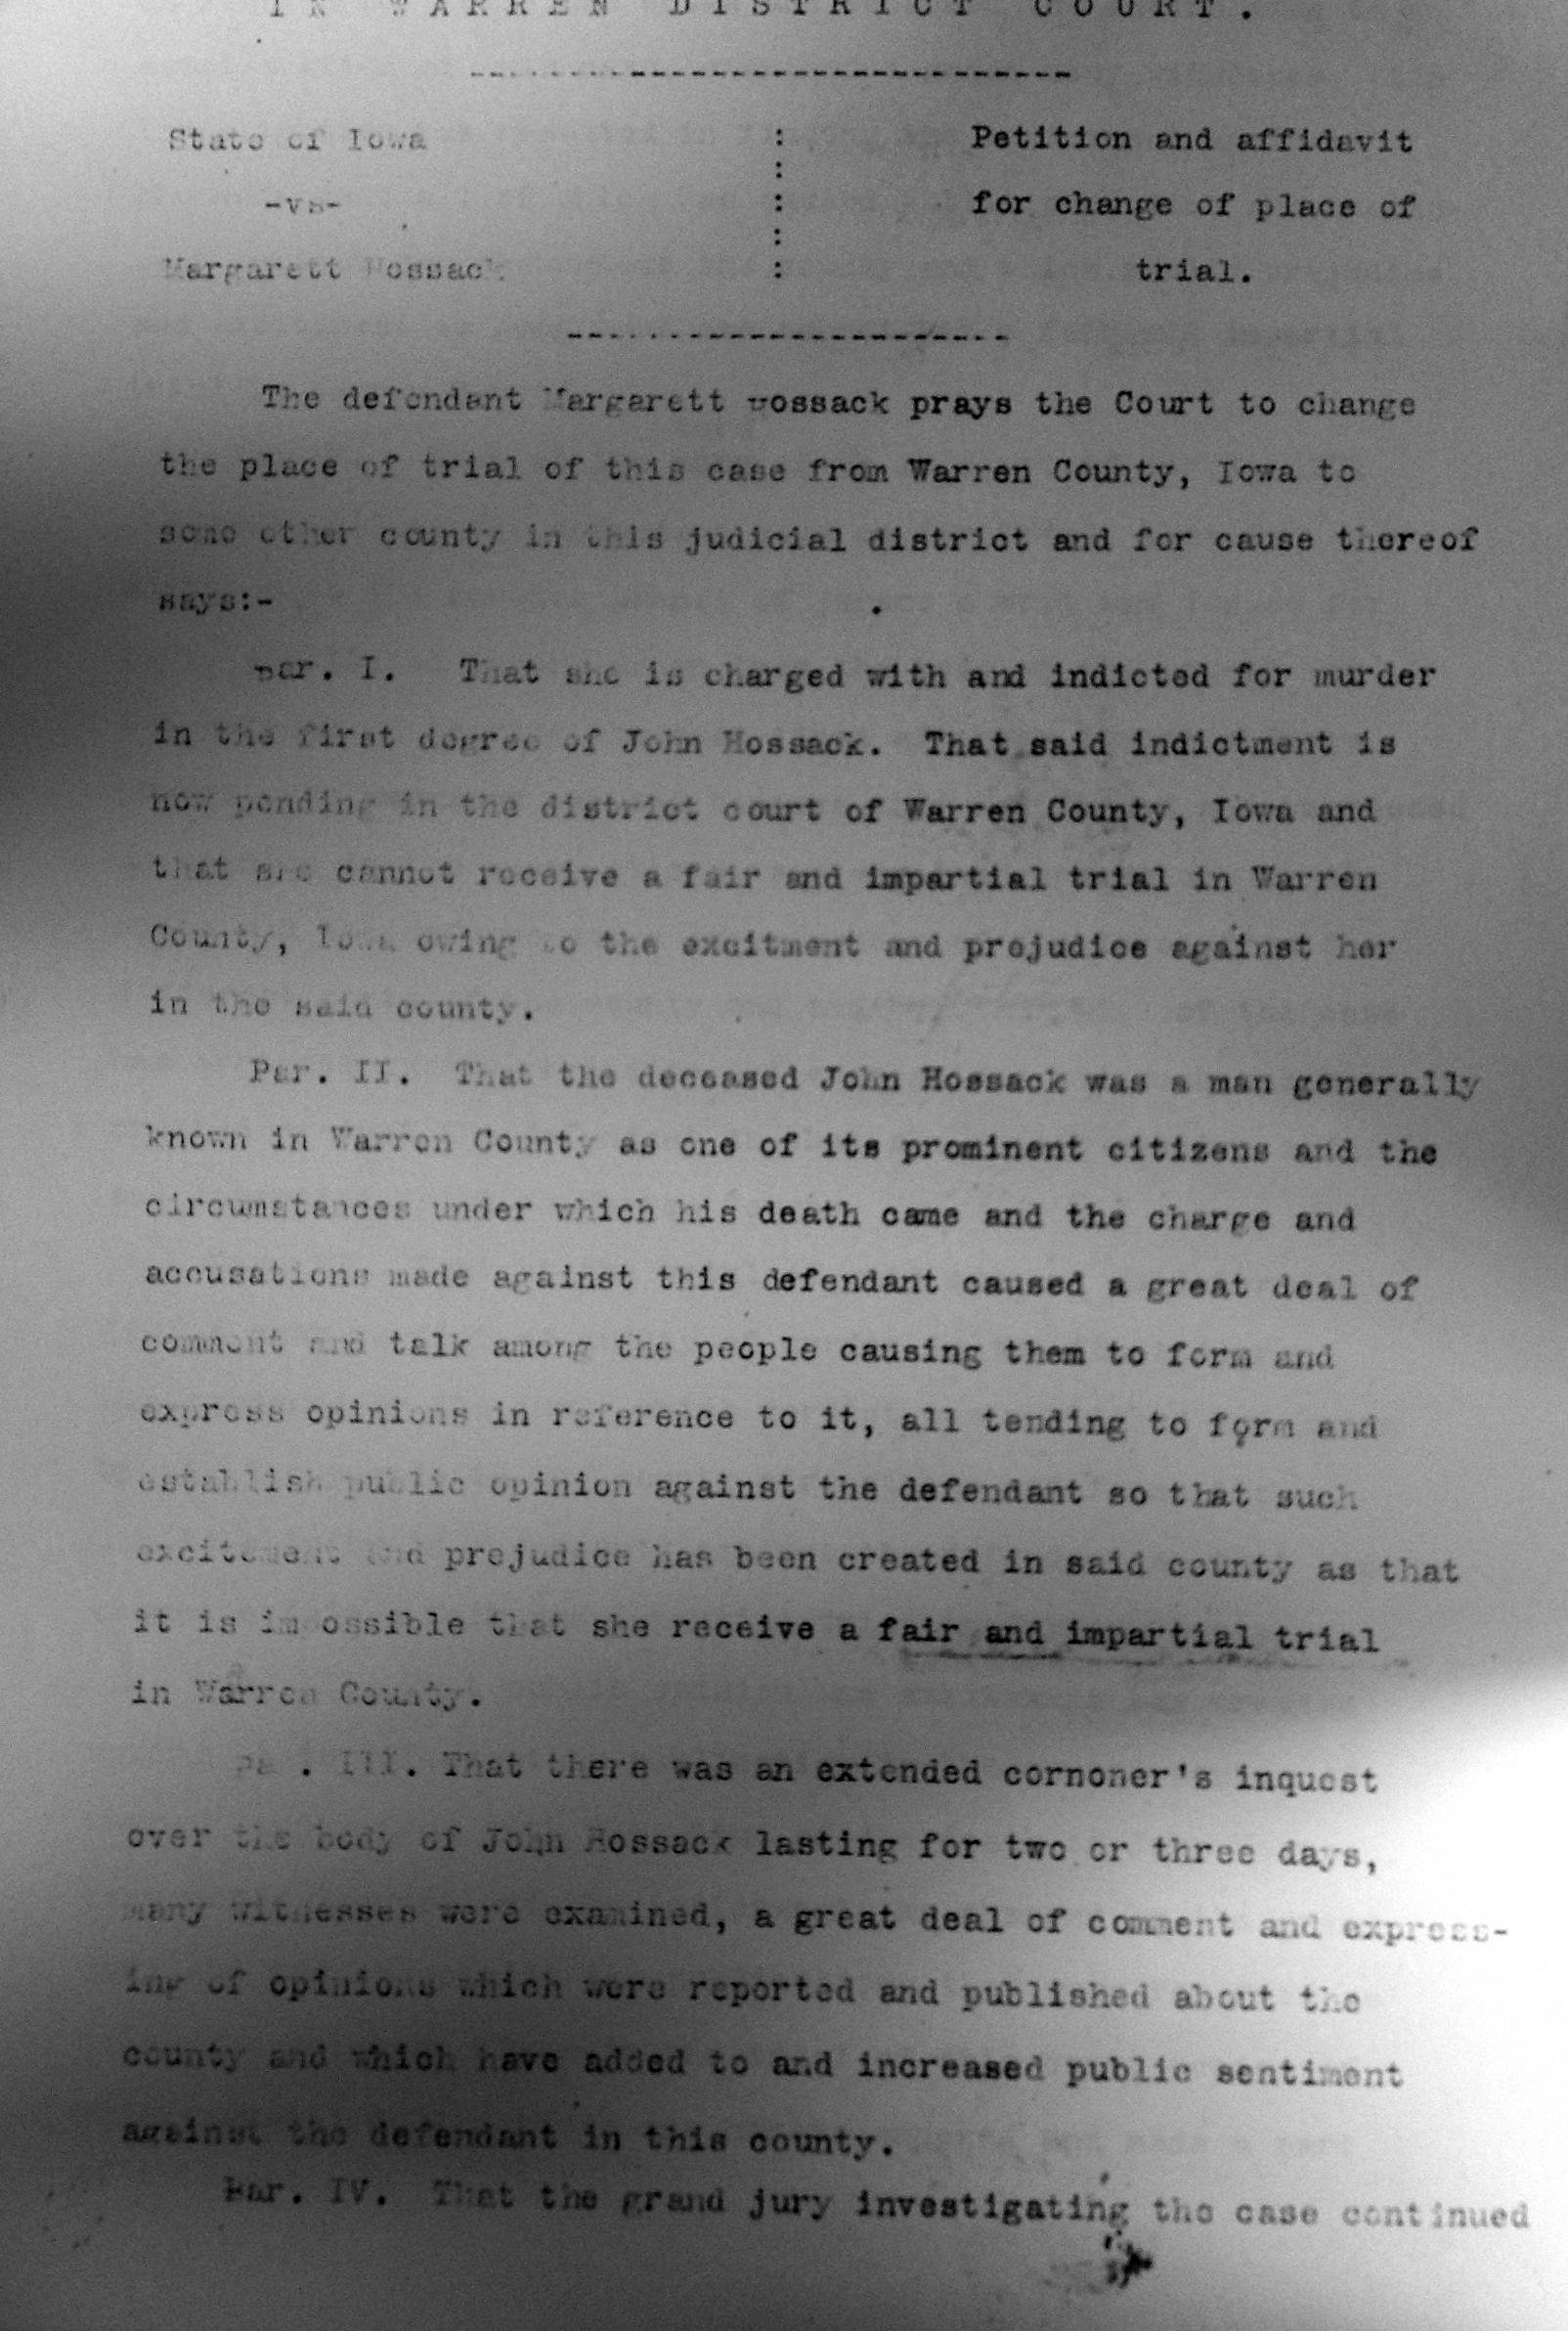 IN WARREN DISTRICT COURT.
------------------------------
State of Iowa : Petition and affidavit
:
-vs- : for change of place of
:
Margarett Hossack : trial.
----------------------
The defendant Margarett Hossack prays the Court to change
the place of trial of this case from Warren County, Iowa to
some other county in this judicial district and for cause thereof
says:-
Par. I. That she is charged with and indicted for murder
in the first degree of John Hossack. That said indictment is
now pending in the district court of Warren County, Iowa and
that she cannot receive a fair and impartial trial in Warren
County, Iowa owing to the excitment and prejudice against her
in the said county.
Par. II. That the deceased John Hossack was a man generally
known in Warren County as one of its prominent citizens and the
circumstances under which his death came and the charge and
accusations made against this defendant caused a great deal of
comment and talk among the people causing them to form and
express opinions in reference to it, all tending to form and
establish public opinion against the defendant so that such
excitement and prejudice has been created in said county as that
it is impossible that she receive a fair and impartial trial
in Warren County.
Par. III. That there was an extended cornoner's inquest
over the body of John Hossack lasting for two or three days,
many witnesses were examined, a great deal of comment and express-
ing of opinions which were reported and published about the
county and which have added to and increased public sentiment
against the defendant in this county.
Par. IV. That the grand jury investigating the case continued